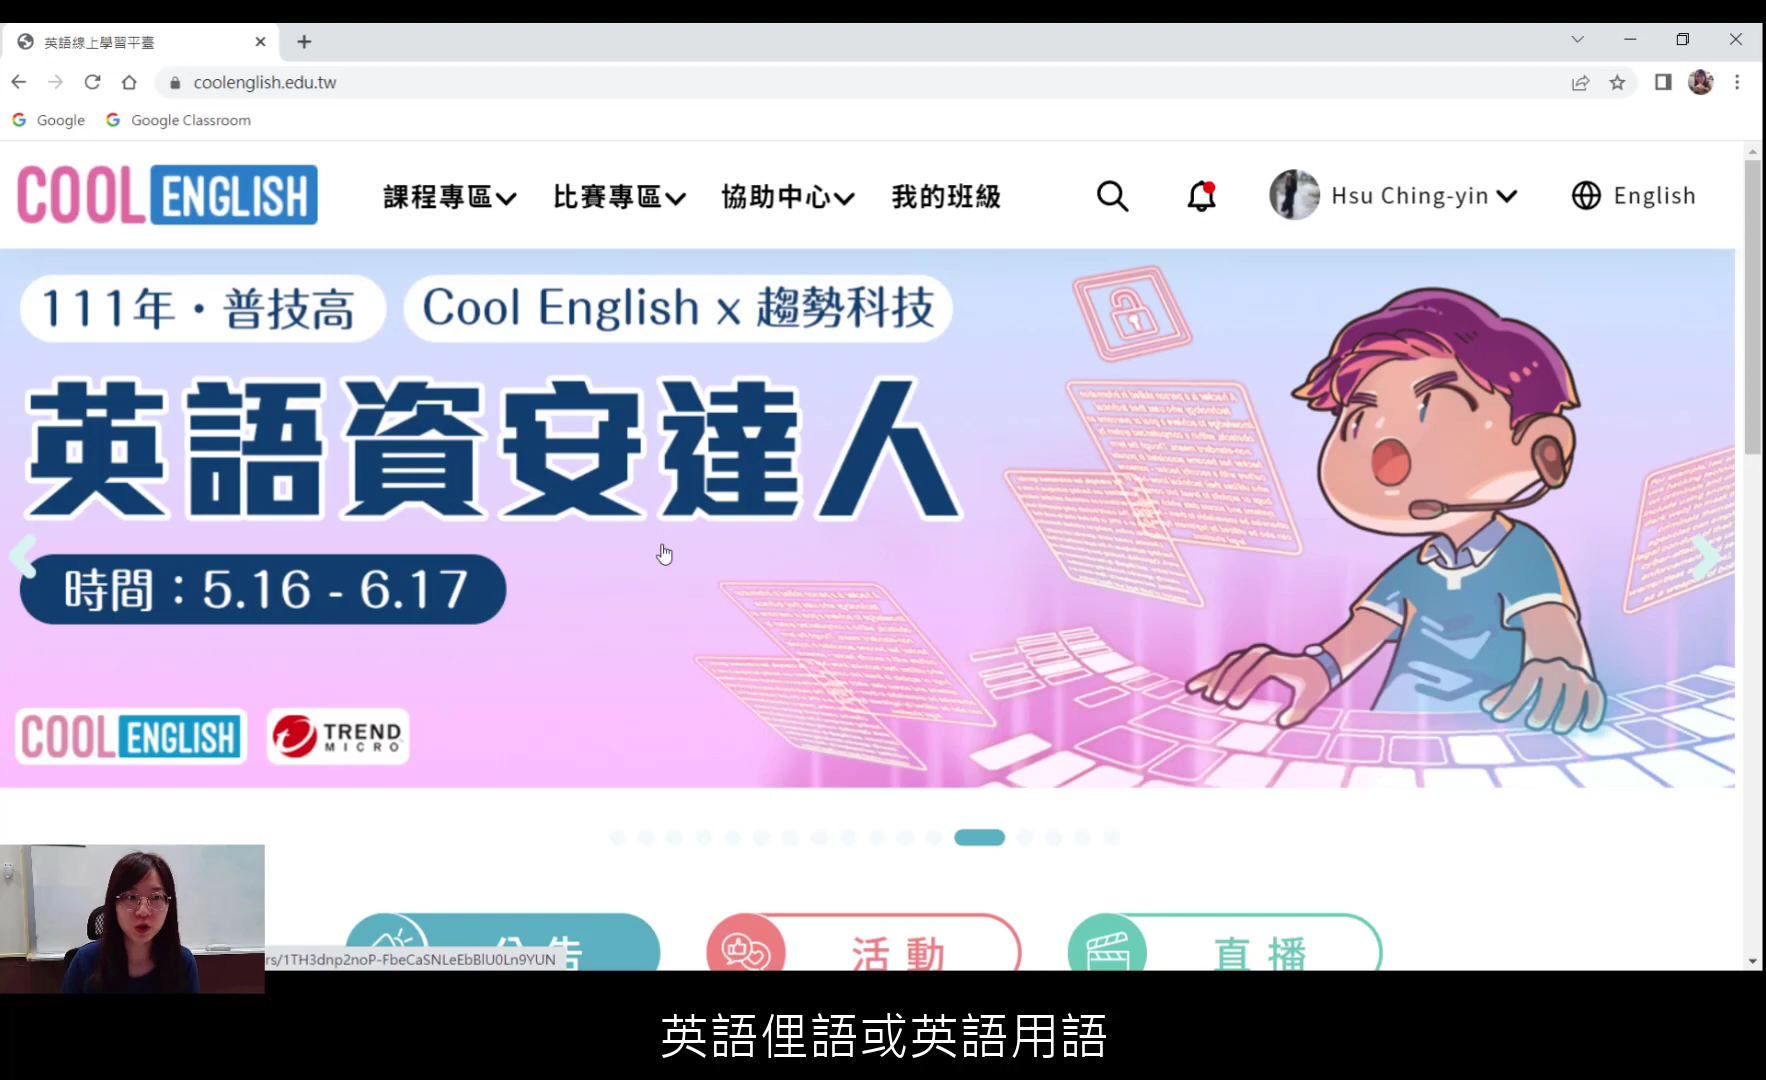 英語線上學習平臺
coolenglish.edu.tw
Google
Google Classroom
COOL ENGLISH
課程專區
比賽專區
協助中心
我的班級
Hsu Ching-yin
English
111年・普技高
Cool English x 趨勢科技
英語資安達人
時間：5.16 - 6.17
COOL ENGLISH
TREND MICRO
公告
活動
直播
rs/1TH3dnp2noP-FbeCaSNLeEbBlU0Ln9YUN
英語俚語或英語用語